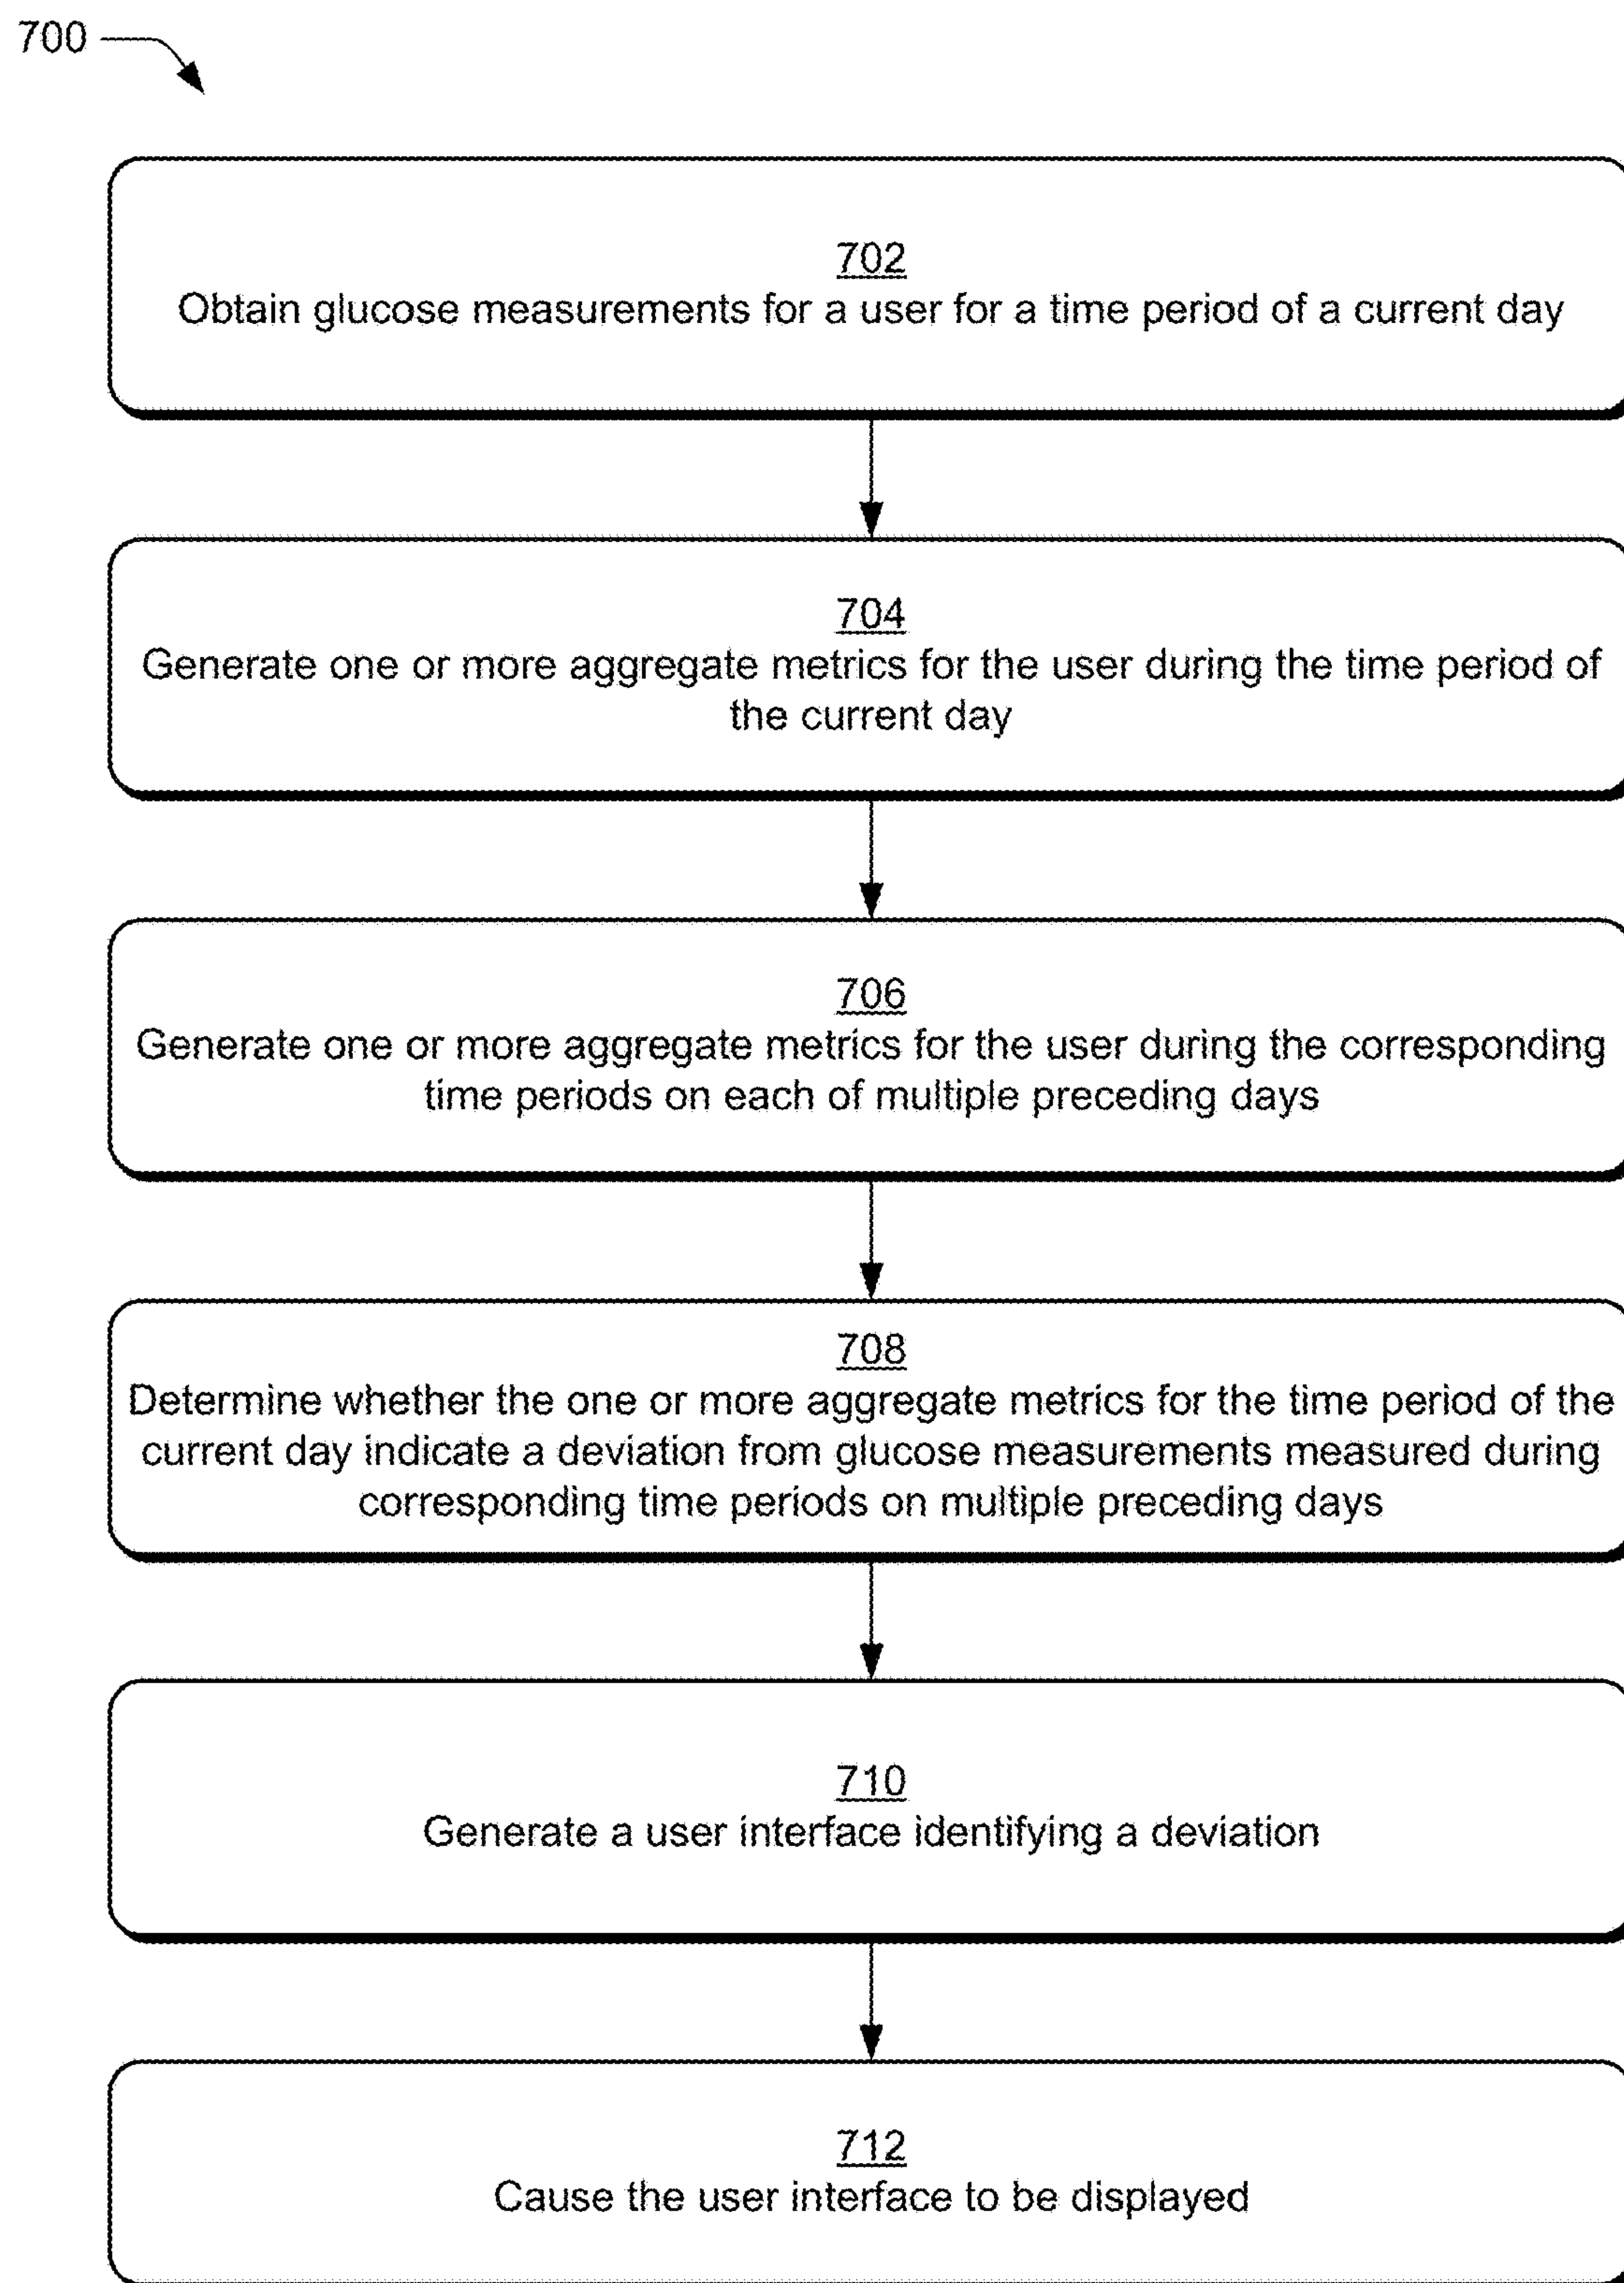 700
702
Obtain glucose measurements for a user for a time period of a current day
704
Generate one or more aggregate metrics for the user during the time period of
the current day
706
Generate one or more aggregate metrics for the user during the corresponding
time periods on each of multiple preceding days
708
Determine whether the one or more aggregate metrics for the time period of the
current day indicate a deviation from glucose measurements measured during
corresponding time periods on multiple preceding days
710
Generate a user interface identifying a deviation
712
Cause the user interface to be displayed